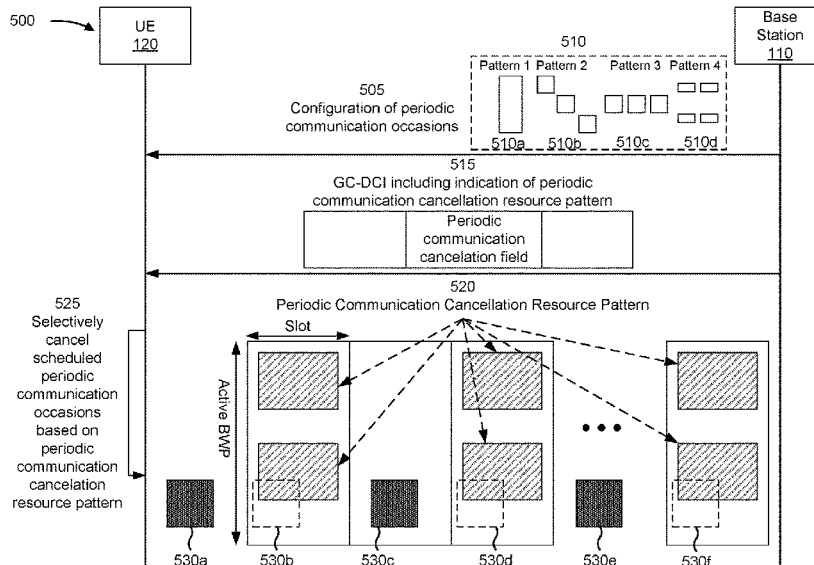 500
UE
120
Base
Station
110
510
Pattern 1 Pattern 2 Pattern 3 Pattern 4
510a 510b 510c 510d
505
Configuration of periodic
communication occasions
515
GC-DCI including indication of periodic
communication cancellation resource pattern
Periodic
communication
cancelation field
520
Periodic Communication Cancellation Resource Pattern
525
Selectively
cancel
scheduled
periodic
communication
occasions
based on
periodic
communication
cancelation
resource pattern
Slot
Active BWP
530a 530b 530c 530d 530e 530f